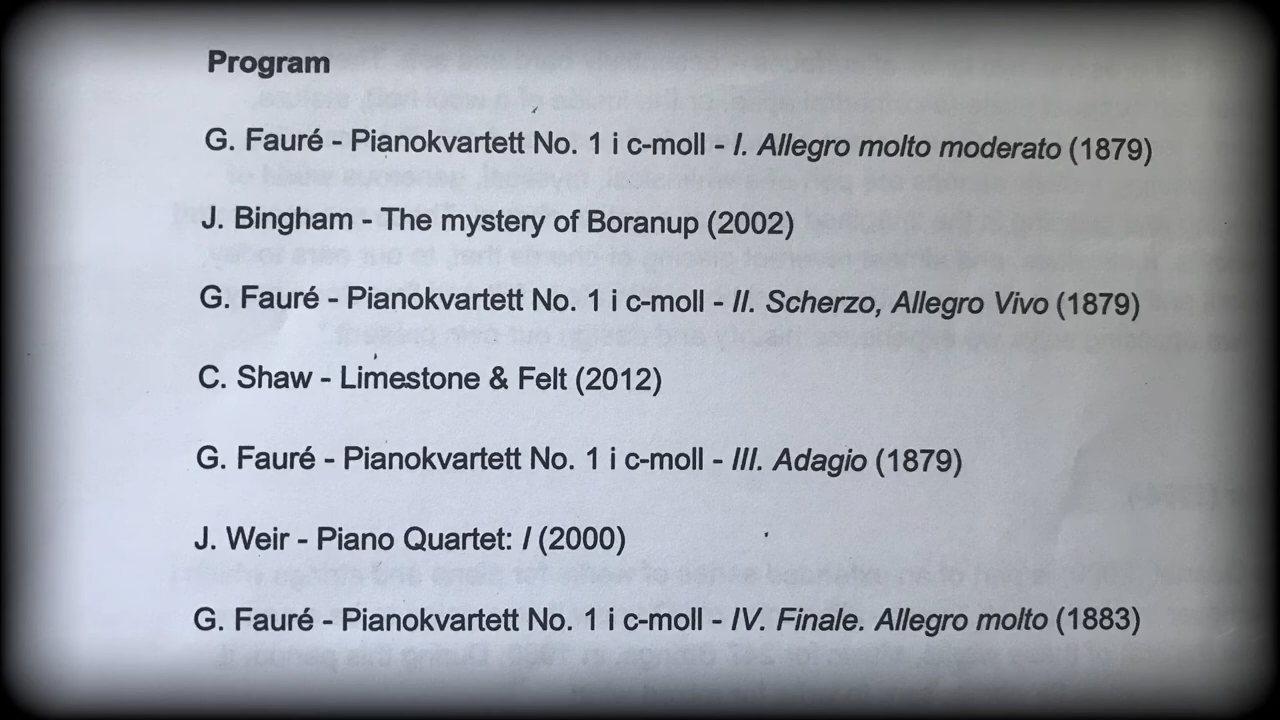 Program
G. Fauré - Pianokvartett No. 1 i c-moll - I. Allegro molto moderato (1879)
J. Bingham - The mystery of Boranup (2002)
G. Fauré - Pianokvartett No. 1 i c-moll - II. Scherzo, Allegro Vivo (1879)
C. Shaw - Limestone & Felt (2012)
G. Fauré - Pianokvartett No. 1 i c-moll - III. Adagio (1879)
J. Weir - Piano Quartet: I (2000)
G. Fauré - Pianokvartett No. 1 i c-moll - IV. Finale. Allegro molto (1883)